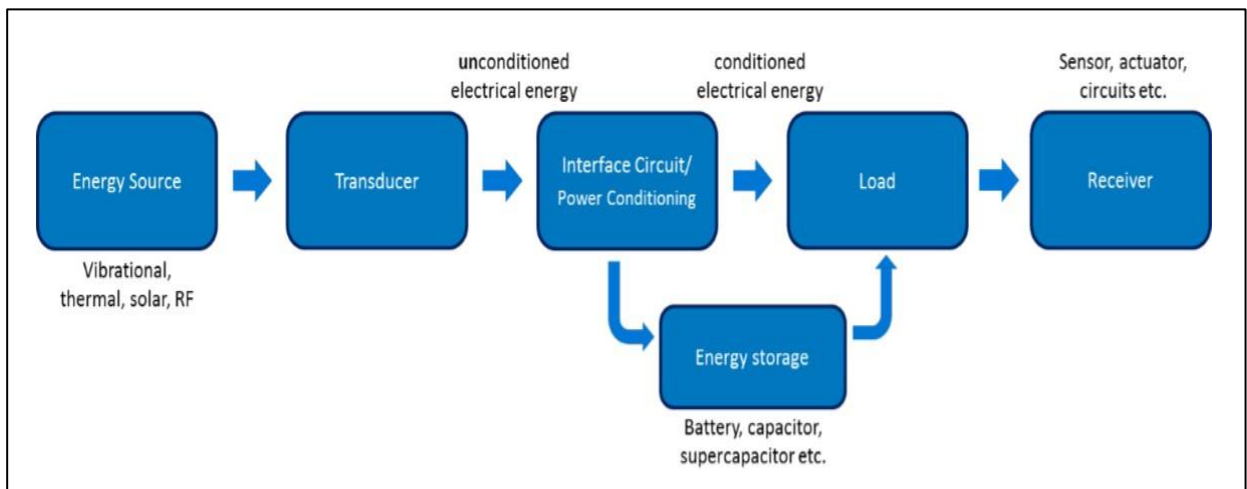 unconditioned
electrical energy
conditioned
electrical energy
Sensor, actuator,
circuits etc.
Energy Source
Transducer
Interface Circuit/
Power Conditioning
Load
Receiver
Vibrational,
thermal, solar, RF
Energy storage
Battery, capacitor,
supercapacitor etc.